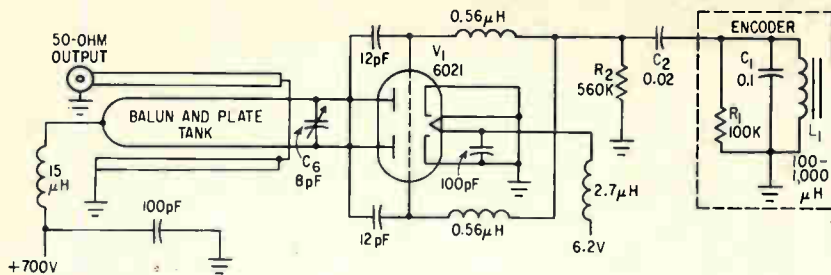 50-OHM
OUTPUT
BALUN AND PLATE
TANK
15
μH
+700V
100pF
C6
8pF
12pF
12pF
V1
6021
0.56μH
0.56μH
100pF
2.7μH
6.2V
R2
560K
C2
0.02
ENCODER
C1
0.1
R1
100K
L1
100-
1,000
μH